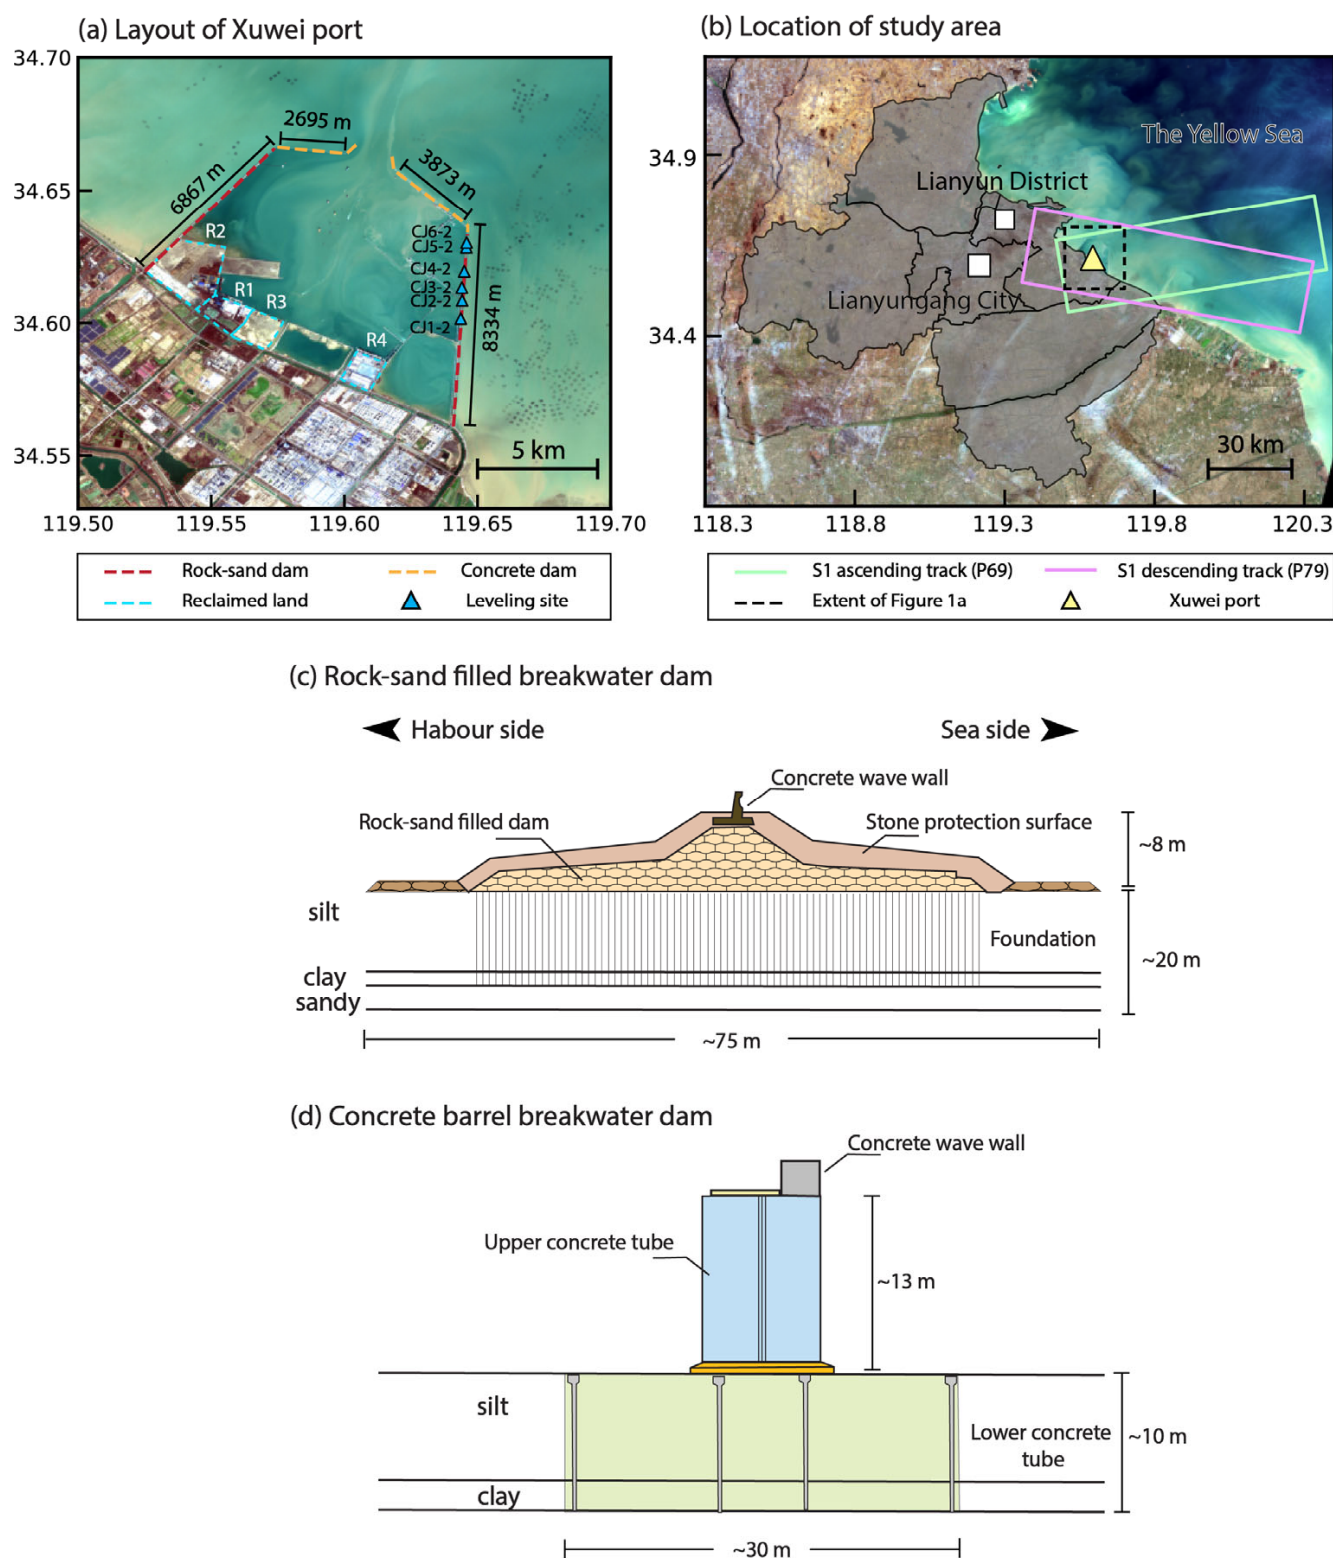 (a) Layout of Xuwei port
34.70
34.65
34.60
34.55
119.50
119.55
119.60
119.65
119.70
2695 m
6867 m
3873 m
8334 m
R2
R1
R3
R4
CJ6-2
CJ5-2
CJ4-2
CJ3-2
CJ2-2
CJ1-2
5 km
Rock-sand dam
Concrete dam
Reclaimed land
Leveling site
(b) Location of study area
34.9
34.4
118.3
118.8
119.3
119.8
120.3
The Yellow Sea
Lianyun District
Lianyungang City
30 km
S1 ascending track (P69)
S1 descending track (P79)
Extent of Figure 1a
Xuwei port
(c) Rock-sand filled breakwater dam
Habour side
Sea side
Concrete wave wall
Rock-sand filled dam
Stone protection surface
~8 m
silt
Foundation
~20 m
clay
sandy
~75 m
(d) Concrete barrel breakwater dam
Concrete wave wall
Upper concrete tube
~13 m
silt
Lower concrete
tube
~10 m
clay
~30 m